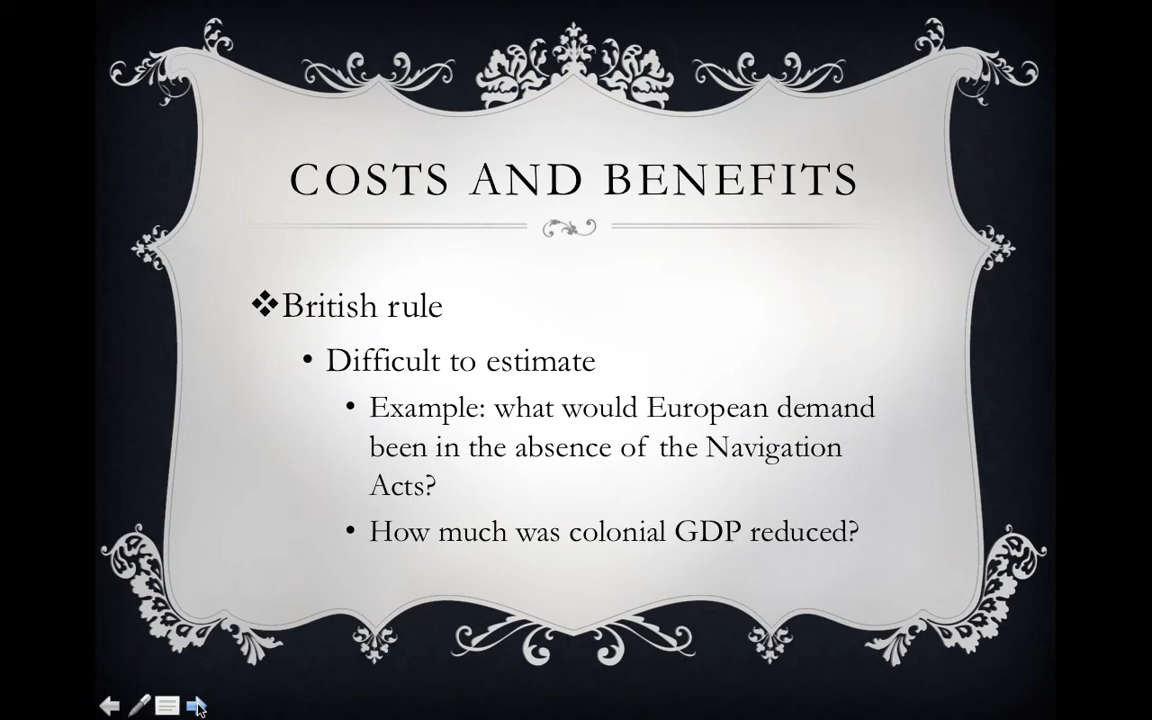 COSTS AND BENEFITS
❖British rule
• Difficult to estimate
• Example: what would European demand
been in the absence of the Navigation
Acts?
• How much was colonial GDP reduced?